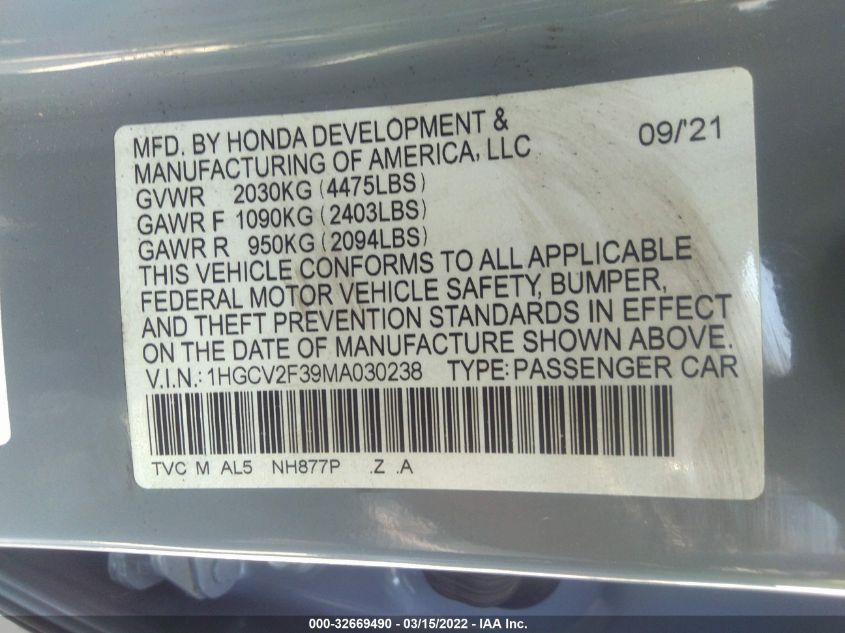 MFD. BY HONDA DEVELOPMENT & 09/'21
MANUFACTURING OF AMERICA, LLC
GVWR 2030KG (4475LBS)
GAWR F 1090KG (2403LBS)
GAWR R 950KG (2094LBS)
THIS VEHICLE CONFORMS TO ALL APPLICABLE
FEDERAL MOTOR VEHICLE SAFETY, BUMPER,
AND THEFT PREVENTION STANDARDS IN EFFECT
ON THE DATE OF MANUFACTURE SHOWN ABOVE.
V.I.N.: 1HGCV2F39MA030238 TYPE: PASSENGER CAR
TVC M AL5 NH877P .Z .A
000-32669490 - 03/15/2022 - IAA Inc.